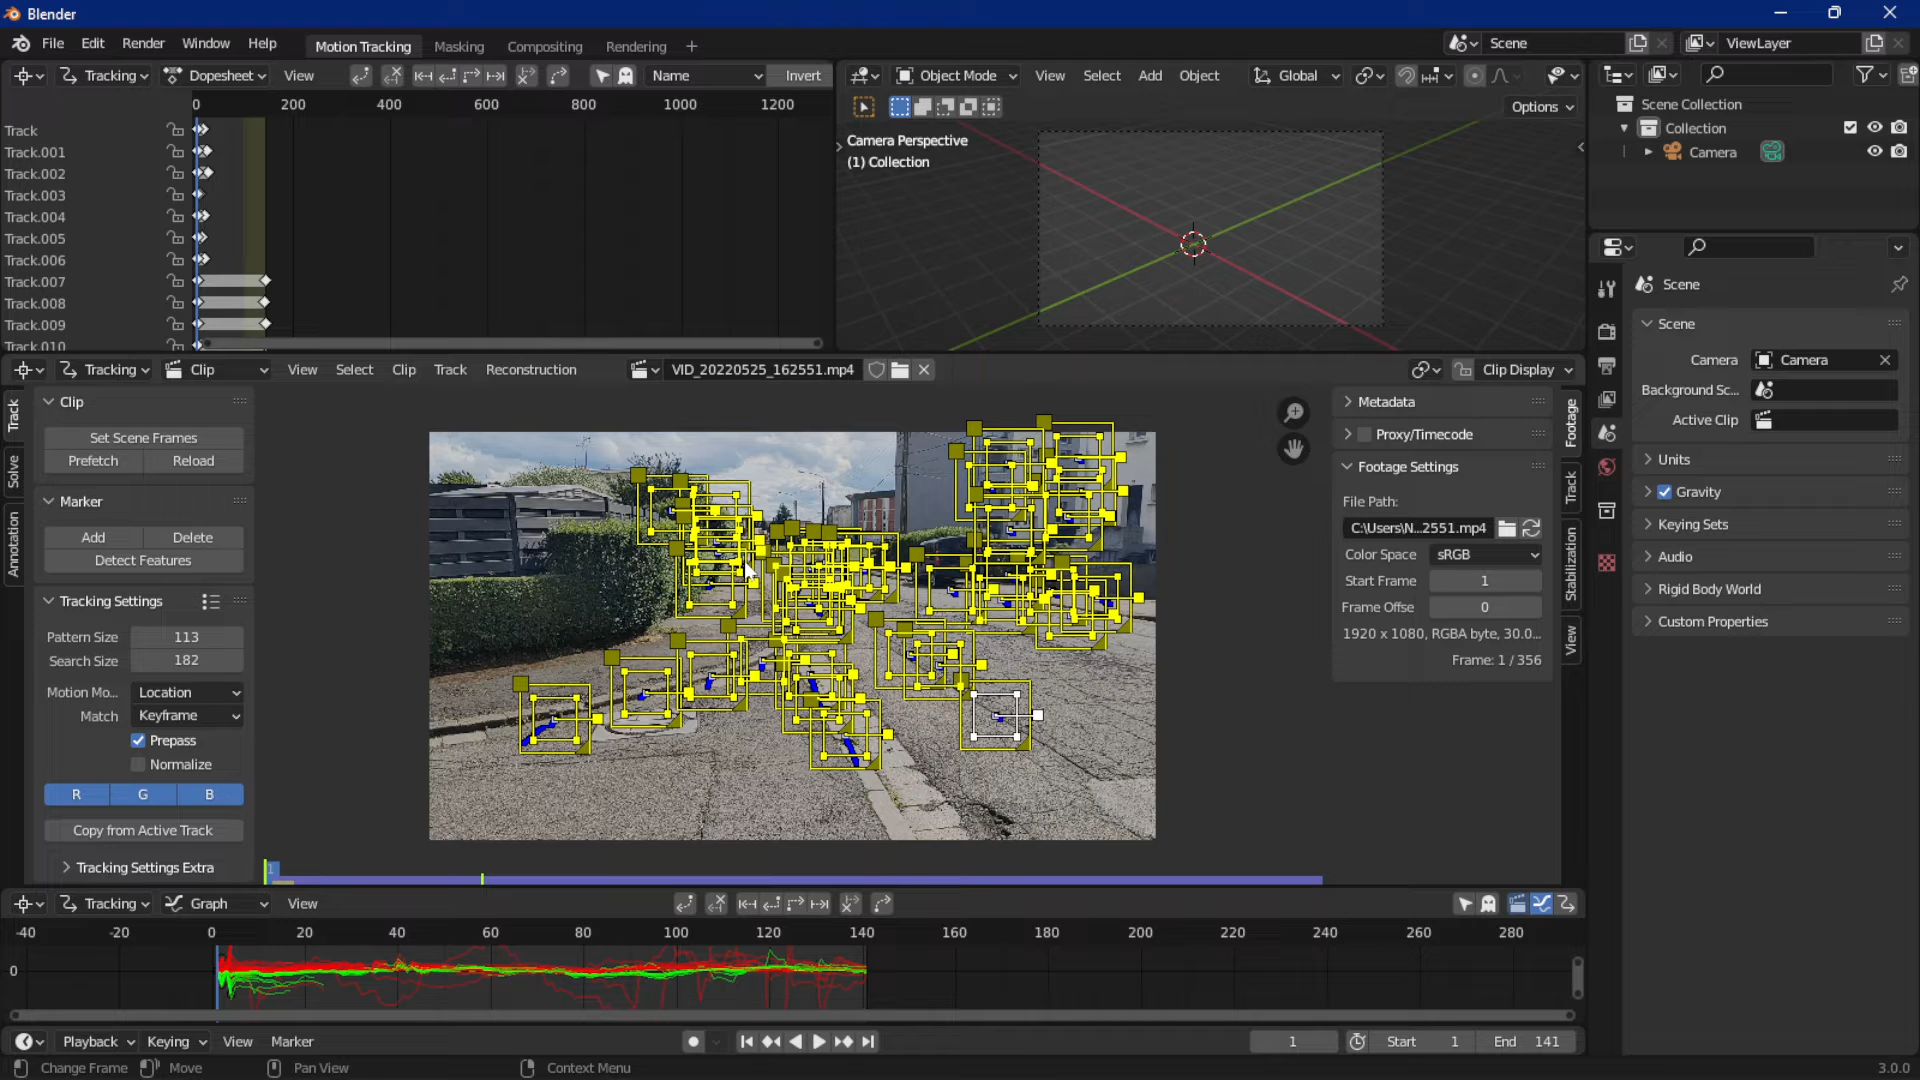 Blender
File Edit Render Window Help Motion Tracking Masking Compositing Rendering Scene ViewLayer
Tracking Dopesheet View Name Invert
0 200 400 600 800 1000 1200
Track
Track.001
Track.002
Track.003
Track.004
Track.005
Track.006
Track.007
Track.008
Track.009
Track.010
Object Mode View Select Add Object Global
Options
Camera Perspective
(1) Collection
Scene Collection
Collection
Camera
Tracking Clip View Select Clip Track Reconstruction VID_20220525_162551.mp4 Clip Display
Track
Solve
Annotation
Clip
Set Scene Frames
Prefetch Reload
Marker
Add Delete
Detect Features
Tracking Settings
Pattern Size 113
Search Size 182
Motion Mo... Location
Match Keyframe
Prepass
Normalize
R G B
Copy from Active Track
Tracking Settings Extra
1
Metadata
Proxy/Timecode
Footage Settings
File Path:
C:\Users\N...2551.mp4
Color Space sRGB
Start Frame 1
Frame Offse 0
1920 x 1080, RGBA byte, 30.0...
Frame: 1 / 356
Footage
Track
Stabilization
View
Scene
Scene
Camera Camera
Background Sc...
Active Clip
Units
Gravity
Keying Sets
Audio
Rigid Body World
Custom Properties
Tracking Graph View
-40 -20 0 20 40 60 80 100 120 140 160 180 200 220 240 260 280
0
Playback Keying View Marker 1 Start 1 End 141
Change Frame Move Pan View Context Menu 3.0.0